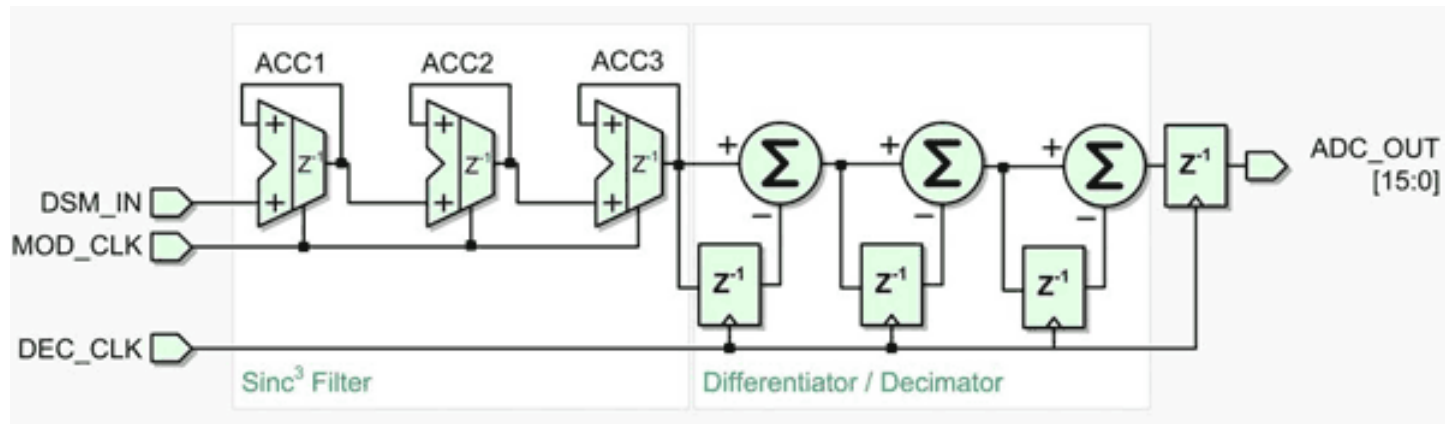 ACC1
ACC2
ACC3
+
+
Z⁻¹
+
+
Z⁻¹
+
+
Z⁻¹
+
Σ
−
+
Σ
−
+
Σ
−
Z⁻¹
Z⁻¹
Z⁻¹
Z⁻¹
ADC_OUT
[15:0]
DSM_IN
MOD_CLK
DEC_CLK
Sinc³ Filter
Differentiator / Decimator